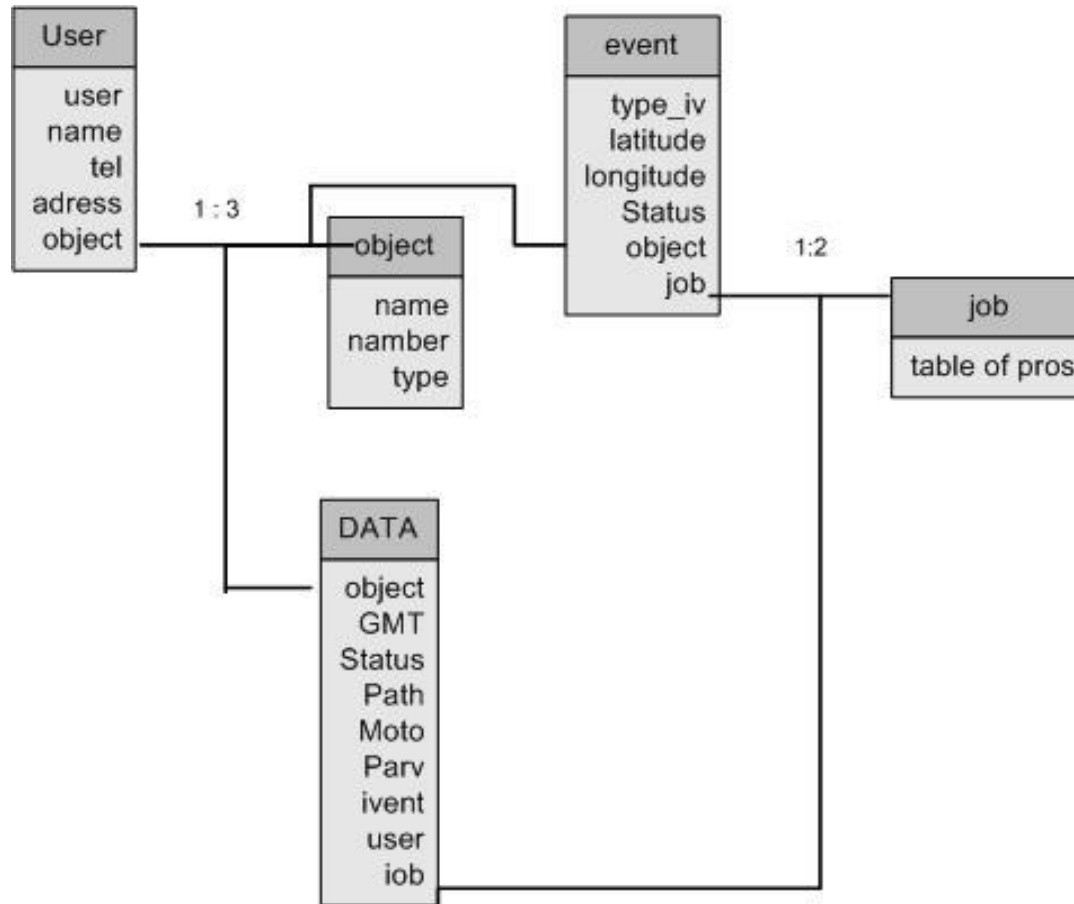 User
user
name
tel
adress
object
1 : 3
object
name
namber
type
event
type_iv
latitude
longitude
Status
object
job
1:2
job
table of pros
DATA
object
GMT
Status
Path
Moto
Parv
ivent
user
iob